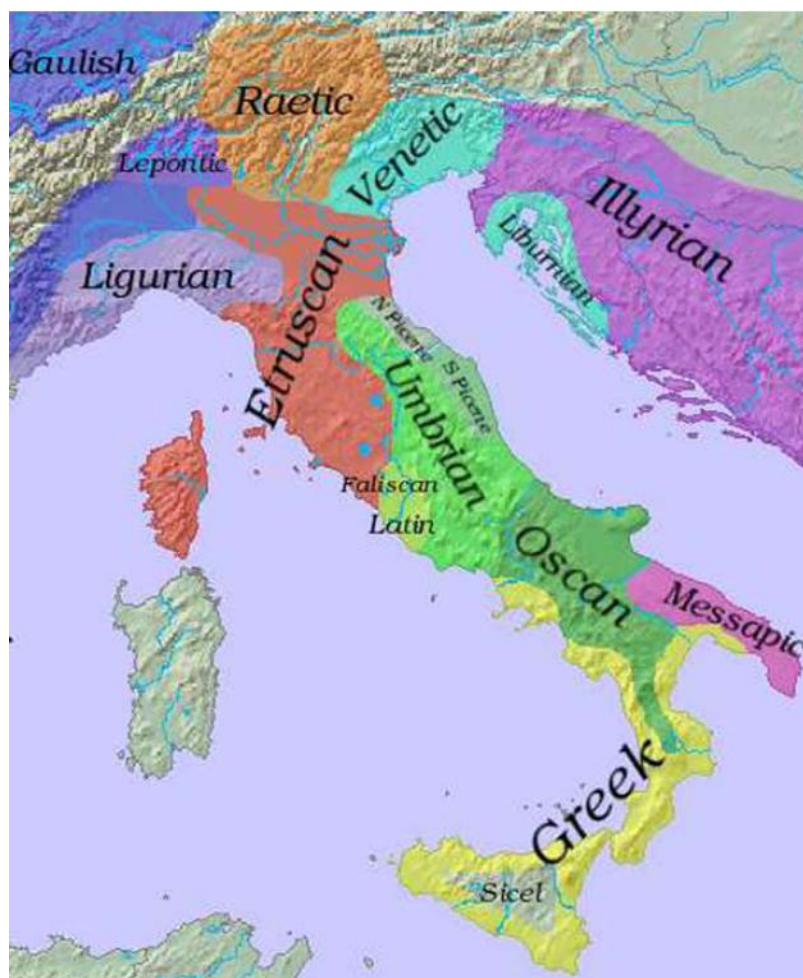 Gaulish
Raetic
Lepontic
Venetic
Illyrian
Liburnian
Ligurian
Etruscan
N Picene
S Picene
Umbrian
Faliscan
Latin
Oscan
Messapic
Greek
Sicel